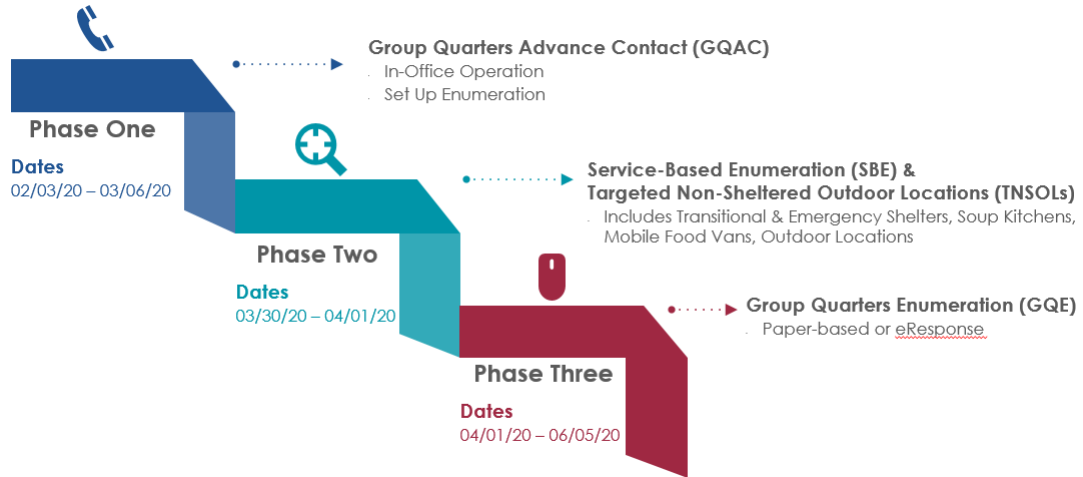 Group Quarters Advance Contact (GQAC)
In-Office Operation
Set Up Enumeration
Phase One
Dates
02/03/20 – 03/06/20
Service-Based Enumeration (SBE) &
Targeted Non-Sheltered Outdoor Locations (TNSOLs)
Includes Transitional & Emergency Shelters, Soup Kitchens,
Mobile Food Vans, Outdoor Locations
Phase Two
Dates
03/30/20 – 04/01/20
Group Quarters Enumeration (GQE)
Paper-based or eResponse
Phase Three
Dates
04/01/20 – 06/05/20